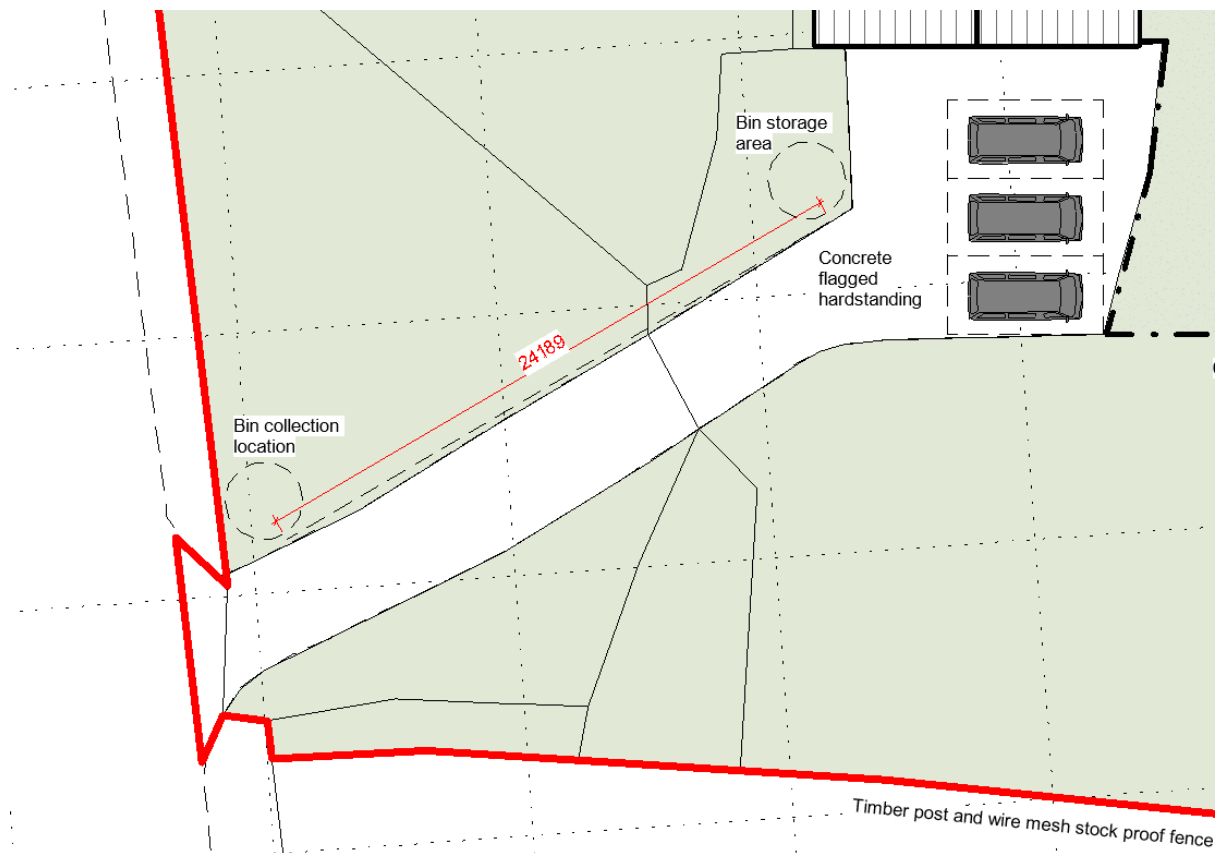 Bin storage
area
Concrete
flagged
hardstanding
24189
Bin collection
location
Timber post and wire mesh stock proof fence